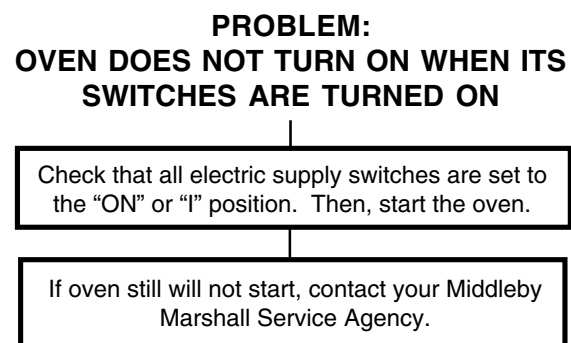 PROBLEM:
OVEN DOES NOT TURN ON WHEN ITS
SWITCHES ARE TURNED ON
Check that all electric supply switches are set to
the “ON” or “I” position. Then, start the oven.
If oven still will not start, contact your Middleby
Marshall Service Agency.